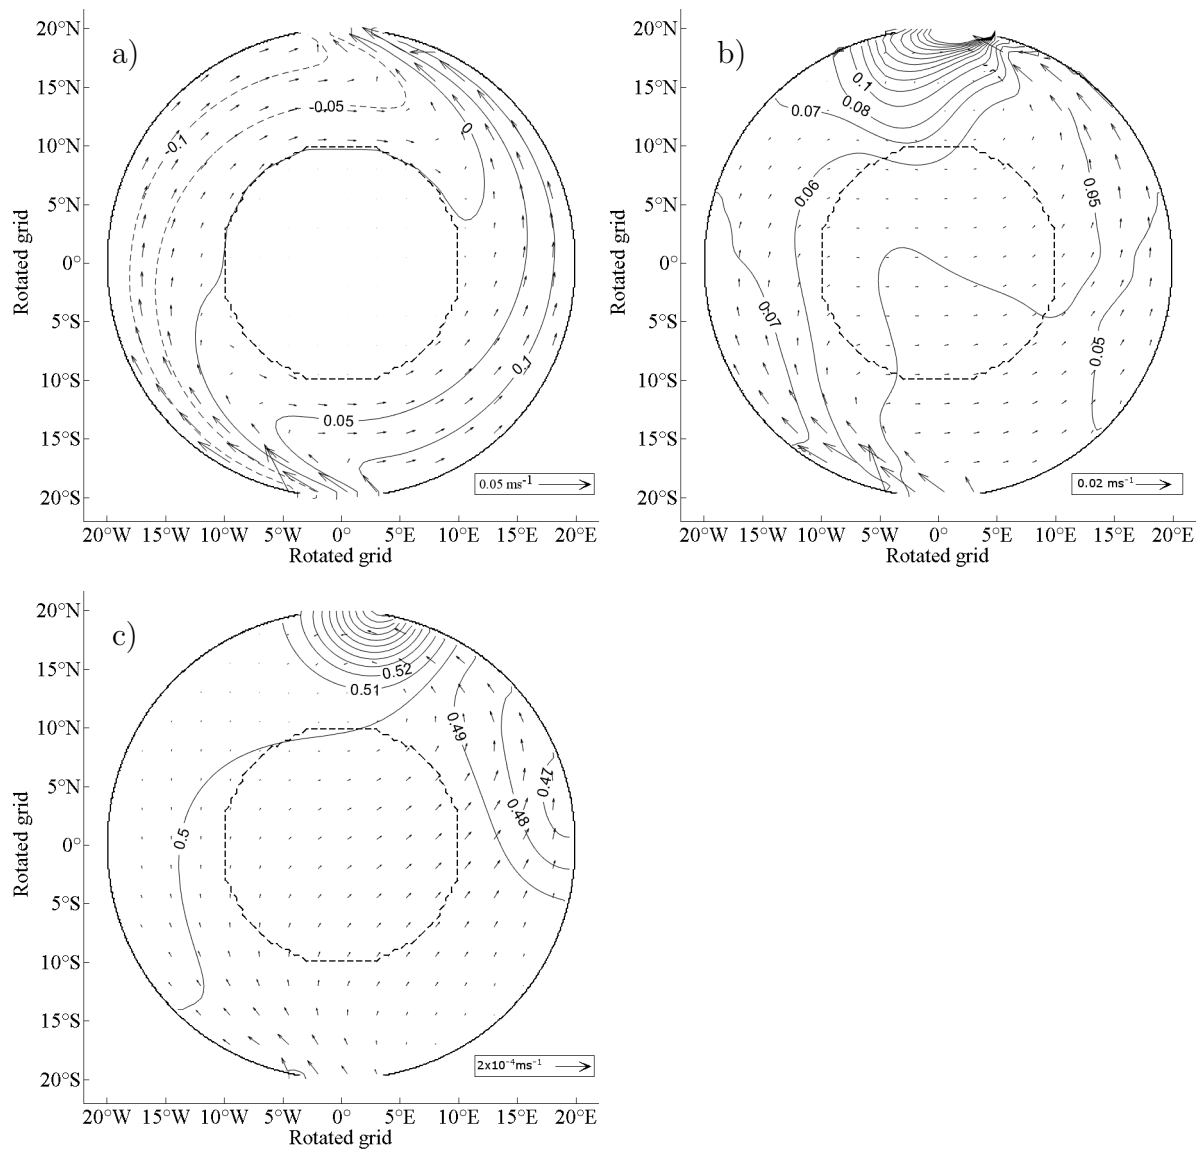 a)
20°N
15°N
10°N
5°N
0°
5°S
10°S
15°S
20°S
Rotated grid
-0.05
-0.1
0
0.1
0.05
0.05 ms-1
20°W 15°W 10°W 5°W 0° 5°E 10°E 15°E 20°E
Rotated grid
b)
20°N
15°N
10°N
5°N
0°
5°S
10°S
15°S
20°S
Rotated grid
0.1
0.08
0.07
0.06
0.05
0.07
0.05
0.02 ms-1
20°W 15°W 10°W 5°W 0° 5°E 10°E 15°E 20°E
Rotated grid
c)
20°N
15°N
10°N
5°N
0°
5°S
10°S
15°S
20°S
Rotated grid
0.52
0.51
0.49
0.47
0.48
0.5
2x10-4ms-1
20°W 15°W 10°W 5°W 0° 5°E 10°E 15°E 20°E
Rotated grid